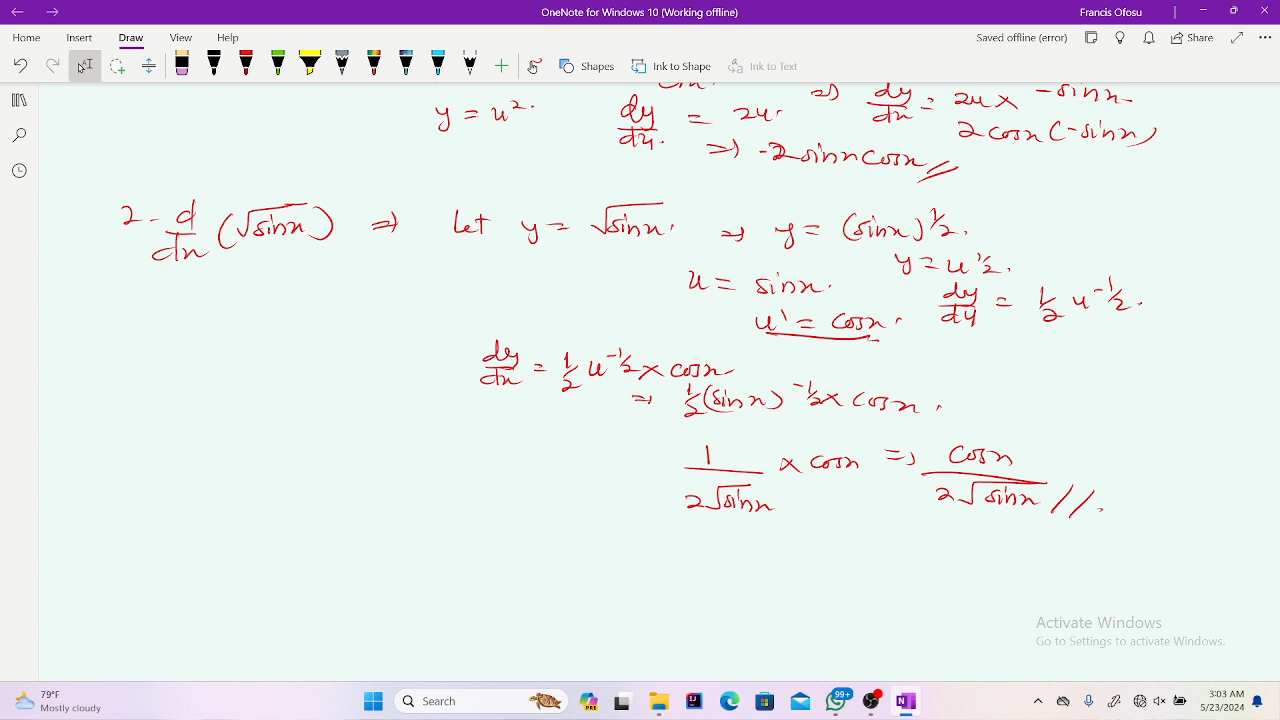 OneNote for Windows 10 (Working offline)
Francis Ofosu
Home Insert Draw View Help
Saved offline (error)
Share
Shapes Ink to Shape Ink to Text
y = u².
dy/du = 2u.
⇒ dy/dx = 2u x -sinx
2cosx(-sinx)
⇒ -2sinxcosx //
2 - d/dx (√sinx) ⇒ Let y = √sinx. ⇒ y = (sinx)^1/2.
y = u^1/2.
u = sinx.
dy/du = 1/2 u^-1/2.
u' = cosx.
dy/dx = 1/2 u^-1/2 x cosx
⇒ 1/2 (sinx)^-1/2 x cosx.
1/2√sinx x cosx ⇒ cosx/2√sinx //.
Activate Windows
Go to Settings to activate Windows.
79°F
Mostly cloudy
Search
PRE
99+
3:03 AM
5/23/2024